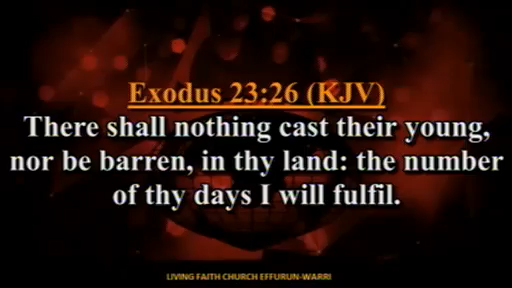 Exodus 23:26 (KJV)
There shall nothing cast their young,
nor be barren, in thy land: the number
of thy days I will fulfil.
LIVING FAITH CHURCH EFFURUN-WARRI